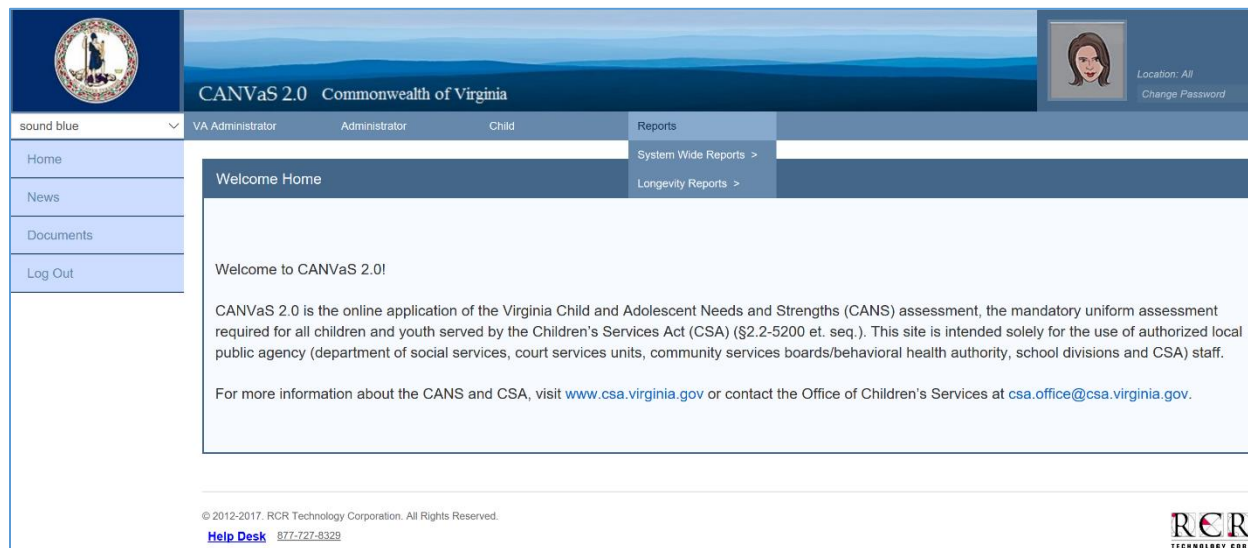 CANVaS 2.0 Commonwealth of Virginia
Location: All
Change Password
sound blue
VA Administrator
Administrator
Child
Reports
System Wide Reports >
Longevity Reports >
Home
News
Documents
Log Out
Welcome Home
Welcome to CANVaS 2.0!
CANVaS 2.0 is the online application of the Virginia Child and Adolescent Needs and Strengths (CANS) assessment, the mandatory uniform assessment
required for all children and youth served by the Children's Services Act (CSA) (§2.2-5200 et. seq.). This site is intended solely for the use of authorized local
public agency (department of social services, court services units, community services boards/behavioral health authority, school divisions and CSA) staff.
For more information about the CANS and CSA, visit www.csa.virginia.gov or contact the Office of Children's Services at csa.office@csa.virginia.gov.
© 2012-2017. RCR Technology Corporation. All Rights Reserved.
Help Desk 877-727-8329
RCR